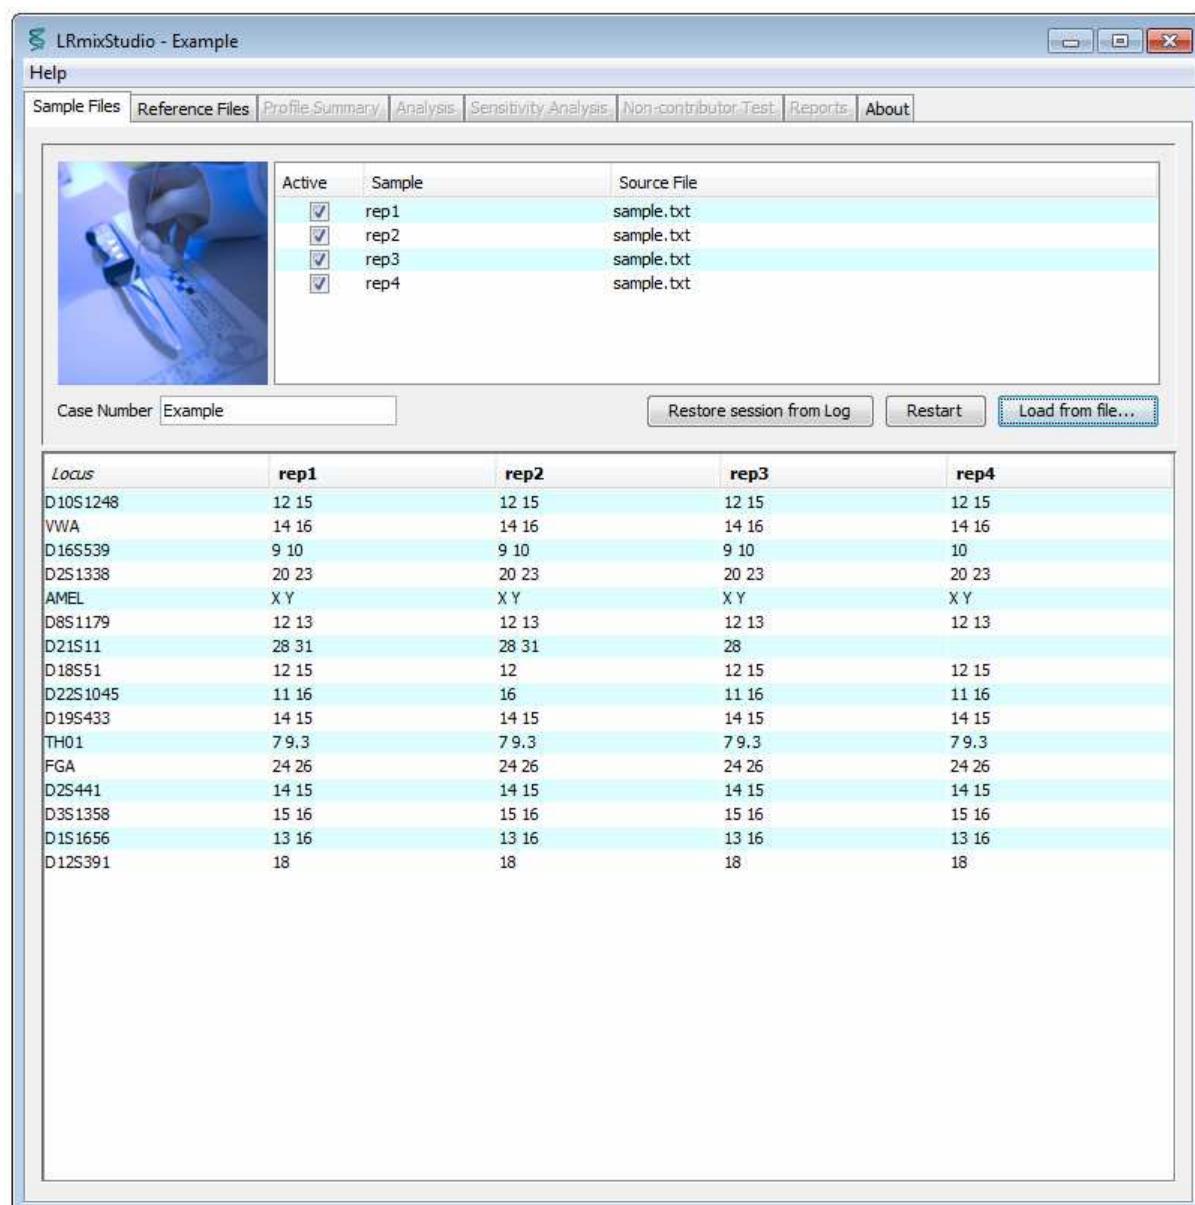 LRmixStudio - Example
Help
Sample Files Reference Files Profile Summary Analysis Sensitivity Analysis Non-contributor Test Reports About
Active Sample Source File
rep1 sample.txt
rep2 sample.txt
rep3 sample.txt
rep4 sample.txt
Case Number Example Restore session from Log Restart Load from file...
Locus rep1 rep2 rep3 rep4
D10S1248 12 15 12 15 12 15 12 15
VWA 14 16 14 16 14 16 14 16
D16S539 9 10 9 10 9 10 10
D2S1338 20 23 20 23 20 23 20 23
AMEL X Y X Y X Y X Y
D8S1179 12 13 12 13 12 13 12 13
D21S11 28 31 28 31 28
D18S51 12 15 12 12 15 12 15
D22S1045 11 16 16 11 16 11 16
D19S433 14 15 14 15 14 15 14 15
TH01 7 9.3 7 9.3 7 9.3 7 9.3
FGA 24 26 24 26 24 26 24 26
D2S441 14 15 14 15 14 15 14 15
D3S1358 15 16 15 16 15 16 15 16
D1S1656 13 16 13 16 13 16 13 16
D12S391 18 18 18 18